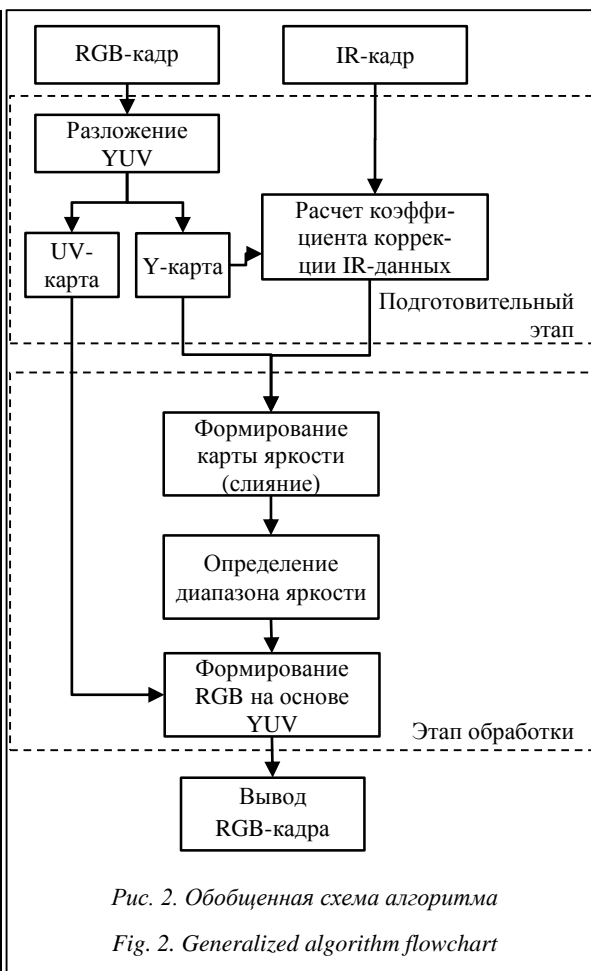 RGB-кадр
IR-кадр
Разложение
YUV
UV-
карта
Y-карта
Расчет коэффи-
циента коррек-
ции IR-данных
Подготовительный
этап
Формирование
карты яркости
(слияние)
Определение
диапазона яркости
Формирование
RGB на основе
YUV
Этап обработки
Вывод
RGB-кадра
Рис. 2. Обобщенная схема алгоритма
Fig. 2. Generalized algorithm flowchart